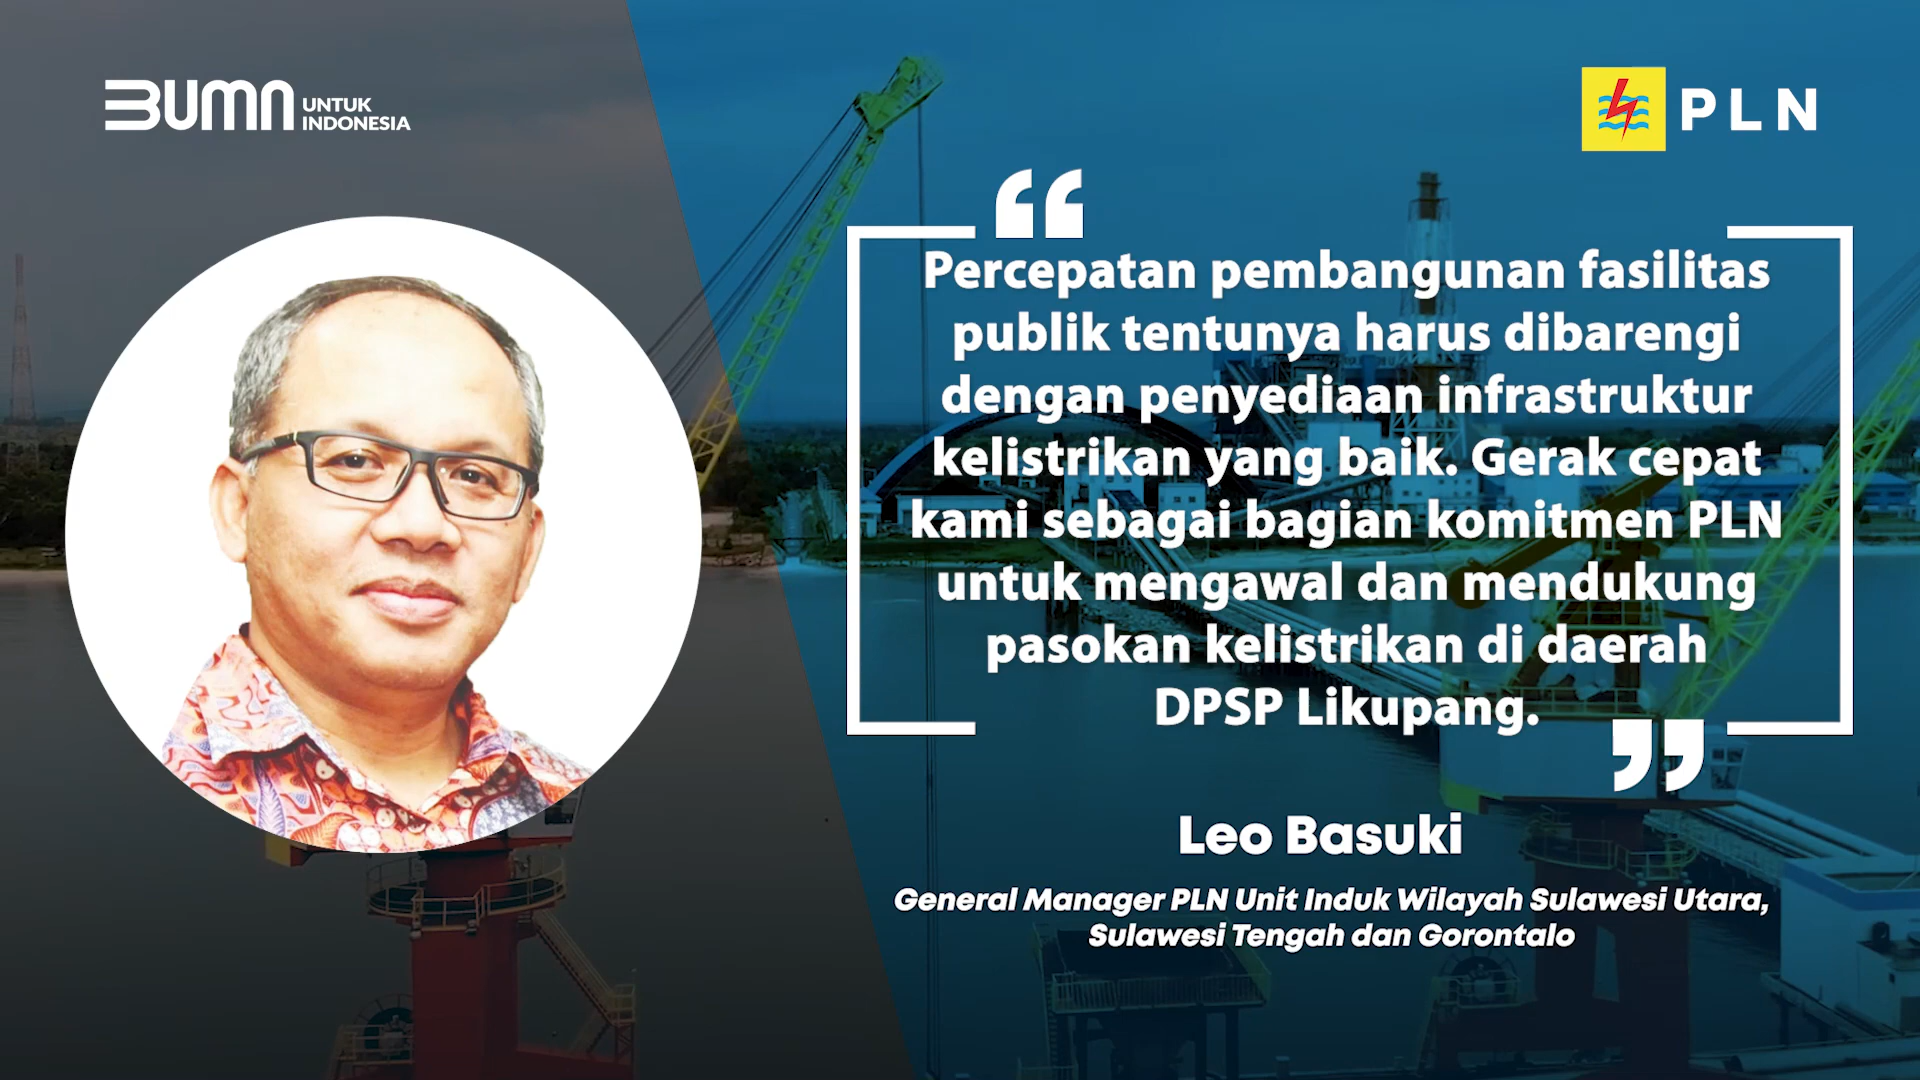 BUMN UNTUK
INDONESIA
PLN
“
Percepatan pembangunan fasilitas
publik tentunya harus dibarengi
dengan penyediaan infrastruktur
kelistrikan yang baik. Gerak cepat
kami sebagai bagian komitmen PLN
untuk mengawal dan mendukung
pasokan kelistrikan di daerah
DPSP Likupang.
”
Leo Basuki
General Manager PLN Unit Induk Wilayah Sulawesi Utara,
Sulawesi Tengah dan Gorontalo